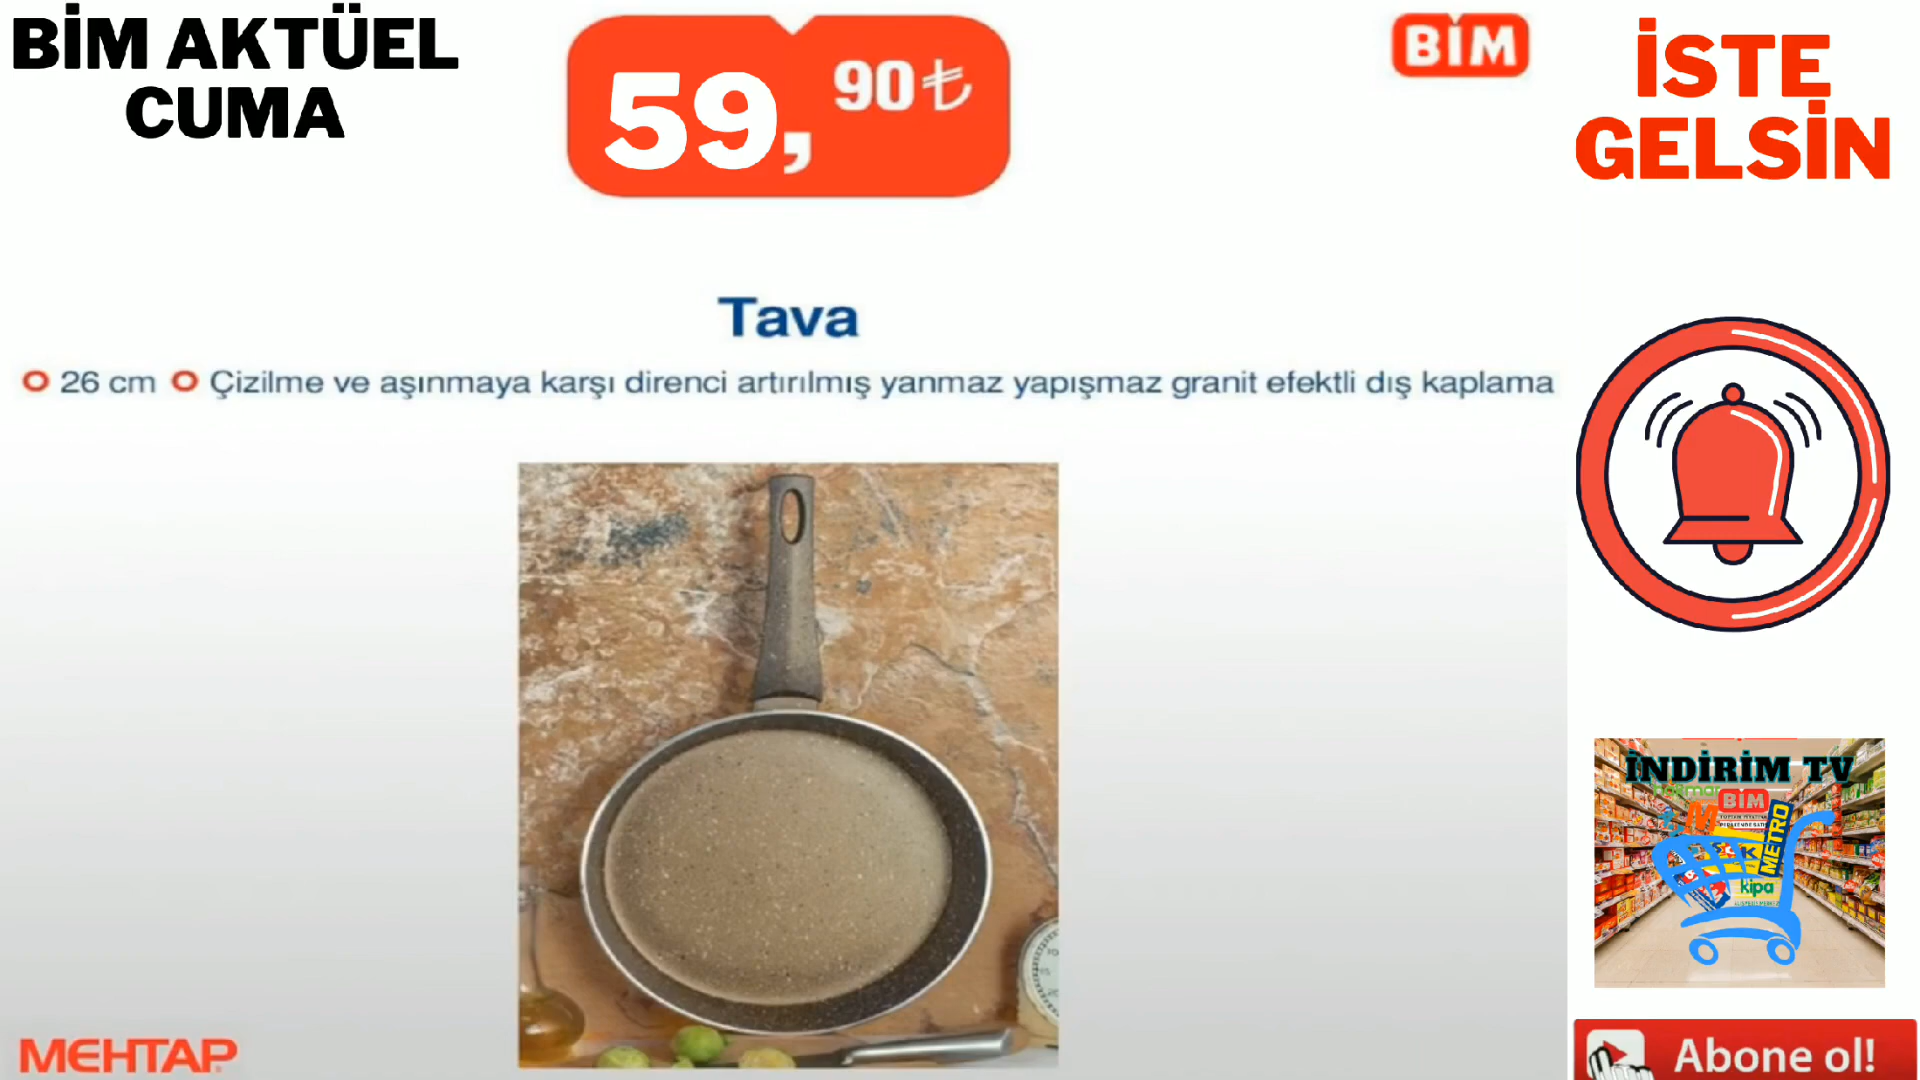 BİM AKTÜEL
CUMA
59,90₺
BİM
İSTE
GELSİN
Tava
26 cm Çizilme ve aşınmaya karşı direnci artırılmış yanmaz yapışmaz granit efektli dış kaplama
İNDİRİM TV
BİM
METRO
kipa
MEHTAP
Abone ol!